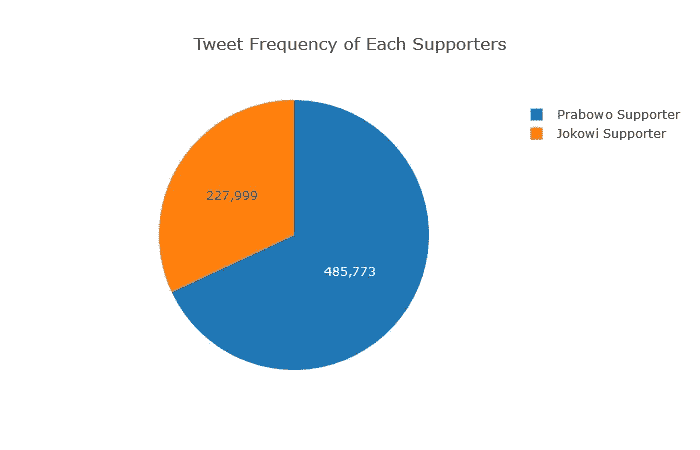 Tweet Frequency of Each Supporters
Prabowo Supporter
Jokowi Supporter
227,999
485,773